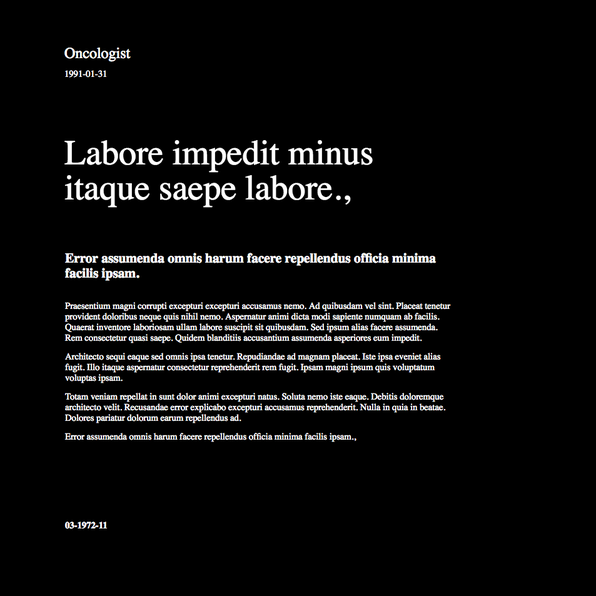 Oncologist
1991-01-31
Labore impedit minus
itaque saepe labore.,
Error assumenda omnis harum facere repellendus officia minima
facilis ipsam.
Praesentium magni corrupti excepturi excepturi accusamus nemo. Ad quibusdam vel sint. Placeat tenetur
provident doloribus neque quis nihil nemo. Aspernatur animi dicta modi sapiente numquam ab facilis.
Quaerat inventore laboriosam ullam labore suscipit sit quibusdam. Sed ipsum alias facere assumenda.
Rem consectetur quasi saepe. Quidem blanditiis accusantium assumenda asperiores eum impedit.
Architecto sequi eaque sed omnis ipsa tenetur. Repudiandae ad magnam placeat. Iste ipsa eveniet alias
fugit. Illo itaque aspernatur consectetur reprehenderit rem fugit. Ipsam magni ipsum quis voluptatum
voluptas ipsam.
Totam veniam repellat in sunt dolor animi excepturi natus. Soluta nemo iste eaque. Debitis doloremque
architecto velit. Recusandae error explicabo excepturi accusamus reprehenderit. Nulla in quia in beatae.
Dolores pariatur dolorum earum repellendus ad.
Error assumenda omnis harum facere repellendus officia minima facilis ipsam.,
03-1972-11